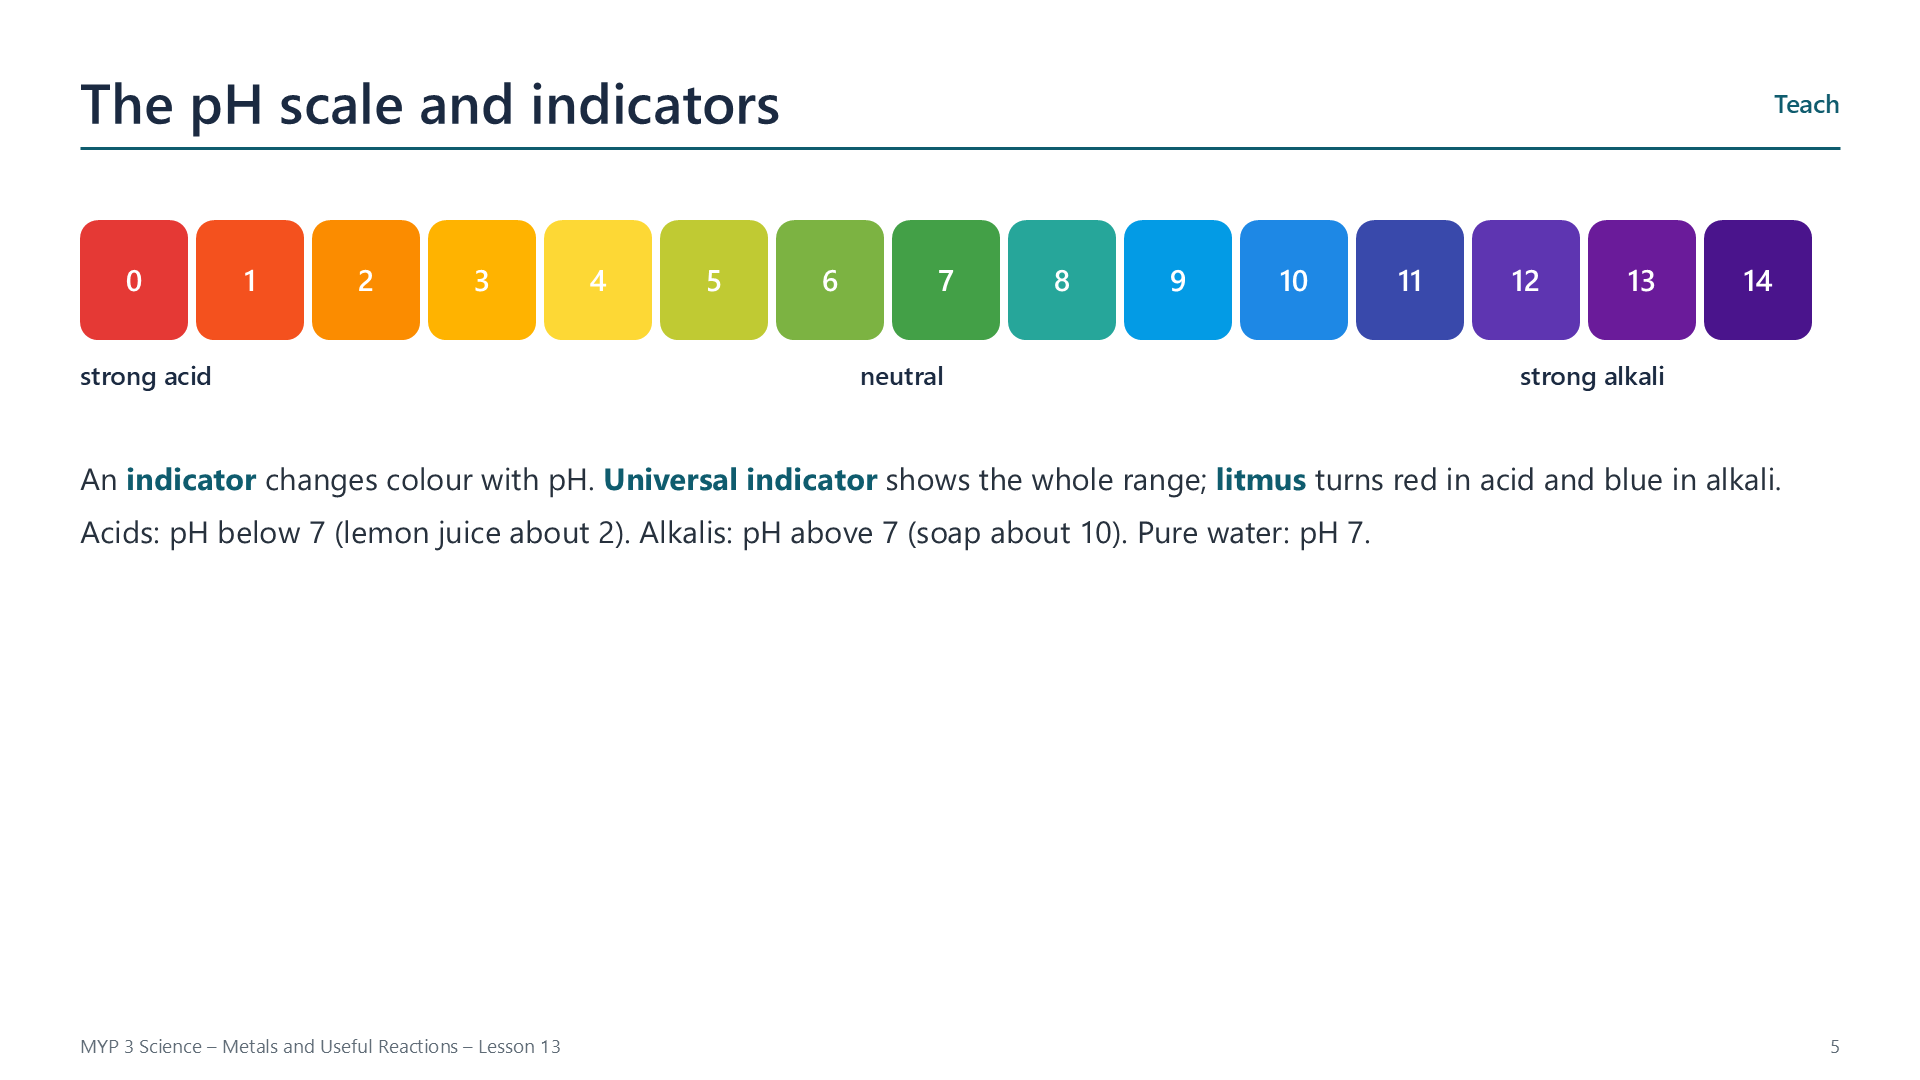 The pH scale and indicators
Teach
0 1 2 3 4 5 6 7 8 9 10 11 12 13 14
strong acid neutral strong alkali
An indicator changes colour with pH. Universal indicator shows the whole range; litmus turns red in acid and blue in alkali.
Acids: pH below 7 (lemon juice about 2). Alkalis: pH above 7 (soap about 10). Pure water: pH 7.
MYP 3 Science – Metals and Useful Reactions – Lesson 13
5